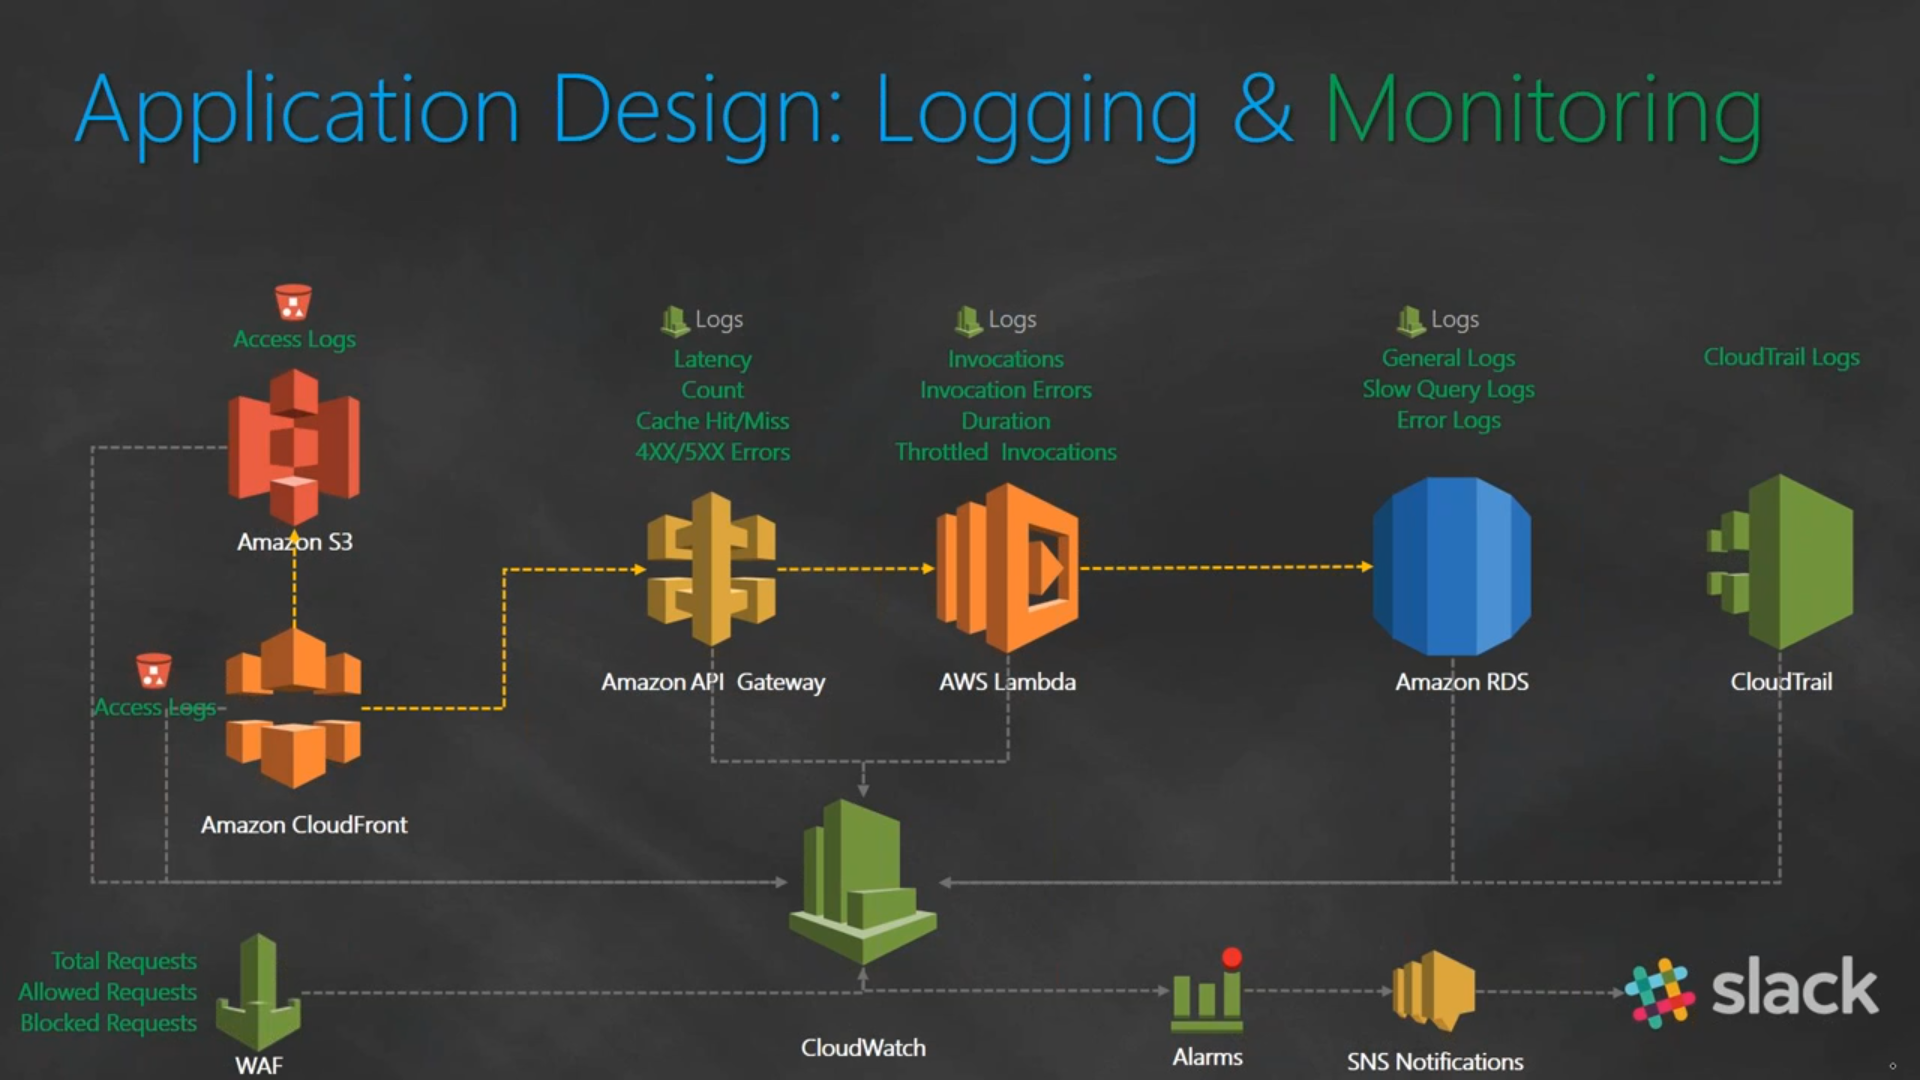 Application Design: Logging & Monitoring
Access Logs
Amazon S3
Access Logs
Amazon CloudFront
Logs
Latency
Count
Cache Hit/Miss
4XX/5XX Errors
Amazon API Gateway
Logs
Invocations
Invocation Errors
Duration
Throttled Invocations
AWS Lambda
Logs
General Logs
Slow Query Logs
Error Logs
Amazon RDS
CloudTrail Logs
CloudTrail
Total Requests
Allowed Requests
Blocked Requests
WAF
CloudWatch
Alarms
SNS Notifications
slack